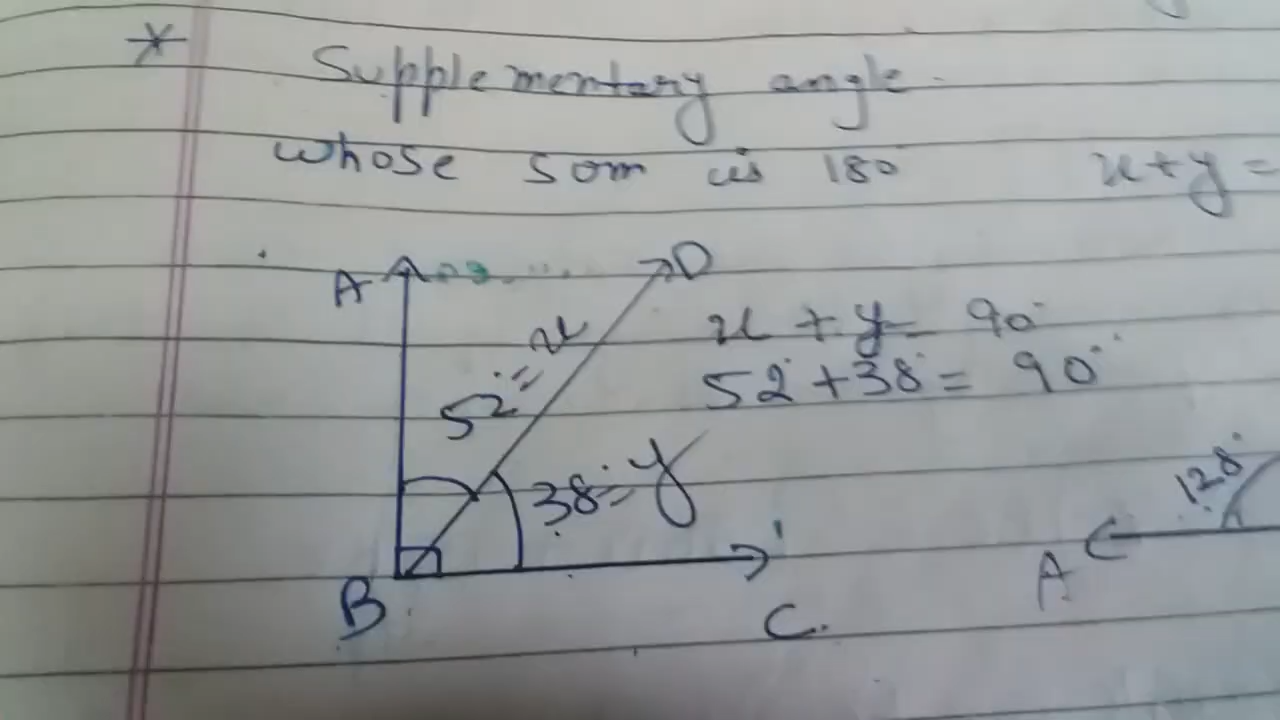 * Supplementary angle.
whose som is 180° x+y=
A D
52°=x
x + y = 90°
52°+38°= 90°
38°=y
128°
B C.
A